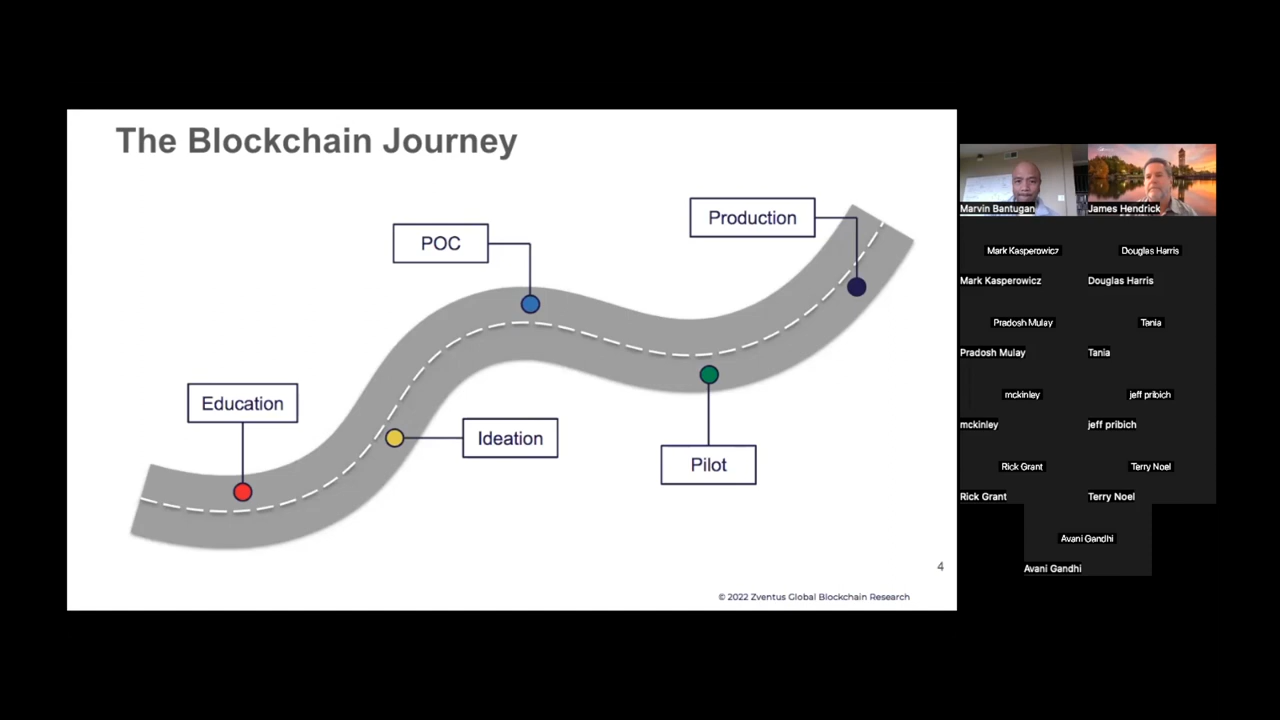 The Blockchain Journey
Production
POC
Education
Ideation
Pilot
4
© 2022 Zventus Global Blockchain Research
Marvin Bantugan
James Hendrick
Mark Kasperowicz
Douglas Harris
Mark Kasperowicz
Douglas Harris
Pradosh Mulay
Tania
Pradosh Mulay
Tania
mckinley
jeff pribich
mckinley
jeff pribich
Rick Grant
Terry Noel
Rick Grant
Terry Noel
Avani Gandhi
Avani Gandhi